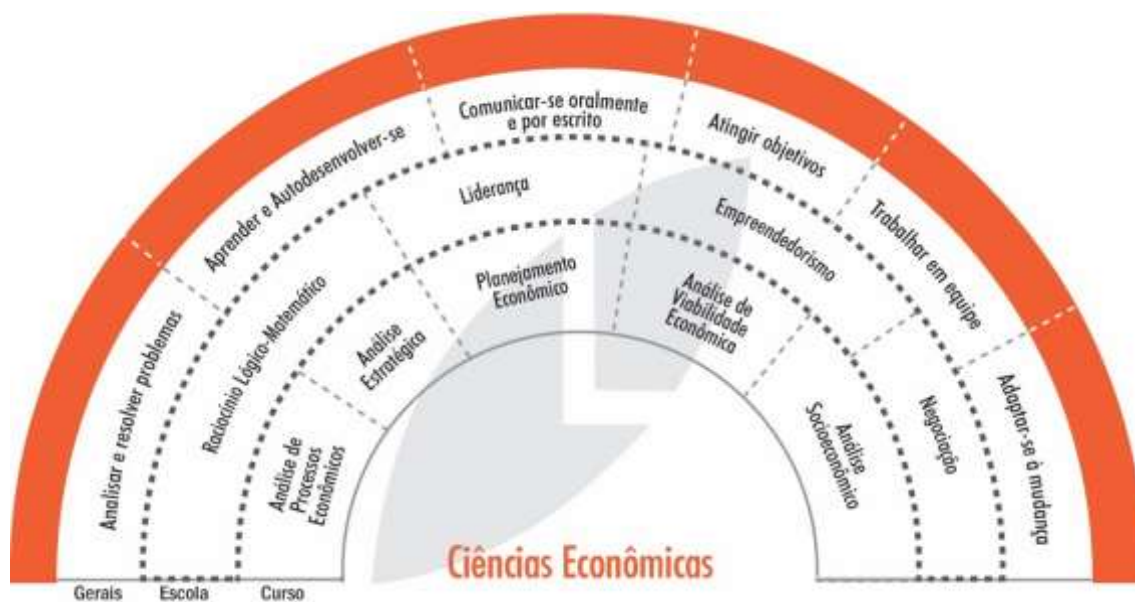 Analisar e resolver problemas
Aprender e Autodesenvolver-se
Comunicar-se oralmente
e por escrito
Atingir objetivos
Trabalhar em equipe
Adaptar-se à mudança
Raciocínio Lógico-Matemático
Liderança
Empreendedorismo
Negociação
Análise de
Processos
Econômicos
Análise
Estratégica
Planejamento
Econômico
Análise de
Viabilidade
Econômica
Análise
Socioeconômico
Ciências Econômicas
Gerais
Escola
Curso